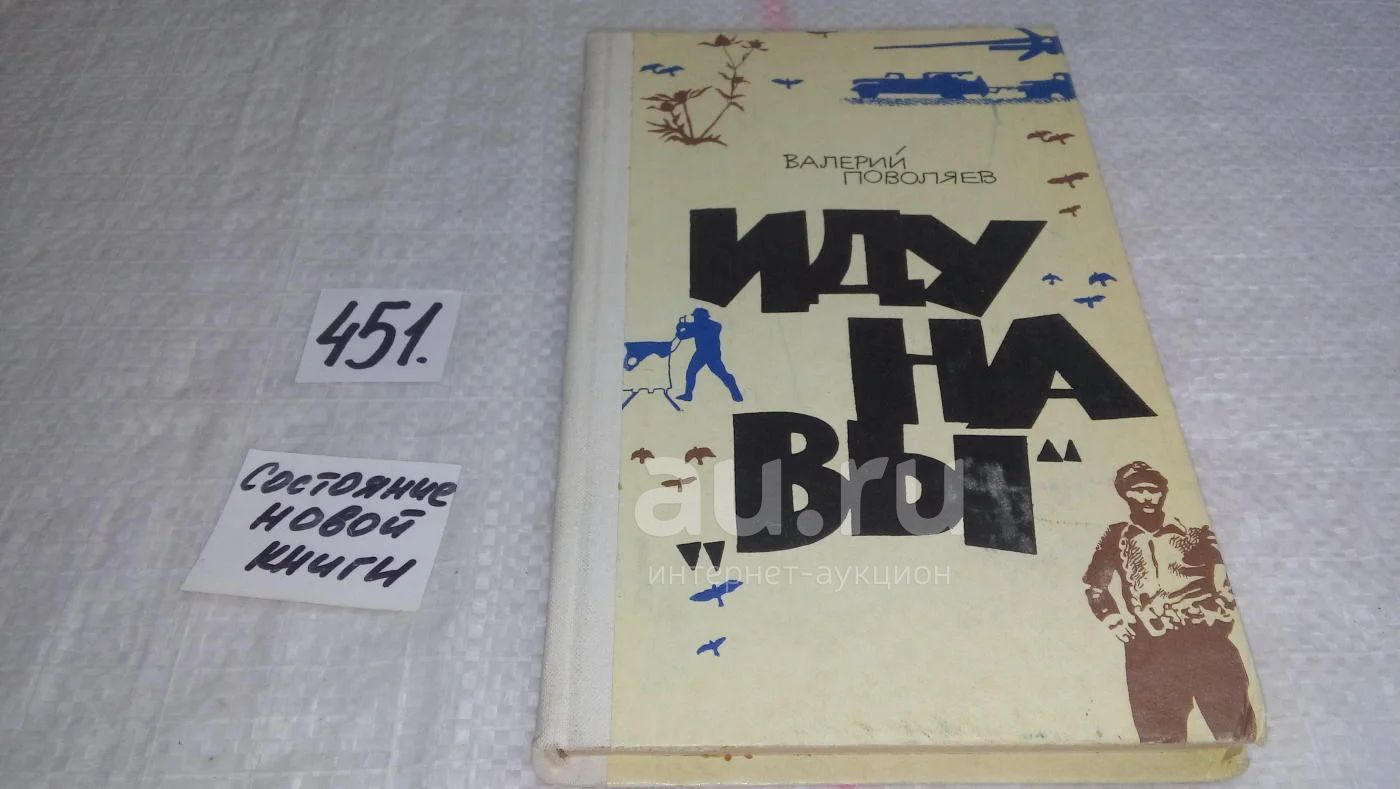 ВАЛЕРИЙ
ПОВОЛЯЕВ
ИДУ
НА
„ВЫ“
451.
СОСТОЯНИЕ
НОВОЙ
КНИГИ
au.ru
интернет-аукцион